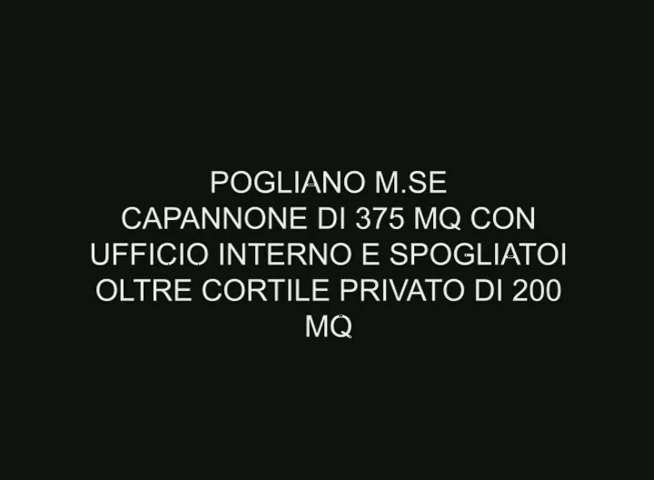 POGLIANO M.SE
CAPANNONE DI 375 MQ CON
UFFICIO INTERNO E SPOGLIATOI
OLTRE CORTILE PRIVATO DI 200
MQ